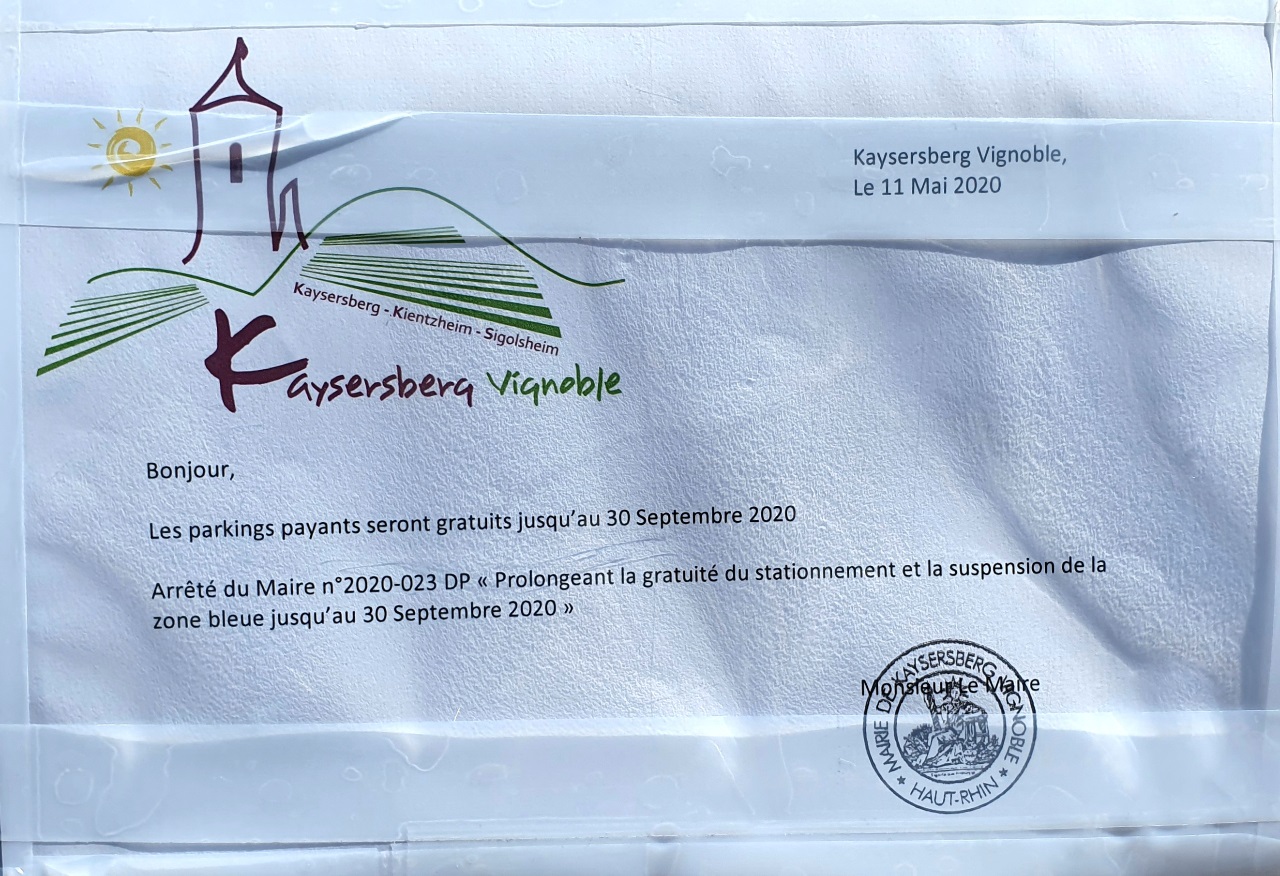 Kaysersberg Vignoble,
Le 11 Mai 2020
Kaysersberg - Kientzheim - Sigolsheim
Kaysersberg Vignoble
Bonjour,
Les parkings payants seront gratuits jusqu'au 30 Septembre 2020
Arrêté du Maire n°2020-023 DP « Prolongeant la gratuité du stationnement et la suspension de la
zone bleue jusqu'au 30 Septembre 2020 »
Monsieur Le Maire
MAIRIE DE KAYSERSBERG VIGNOBLE
* HAUT-RHIN *